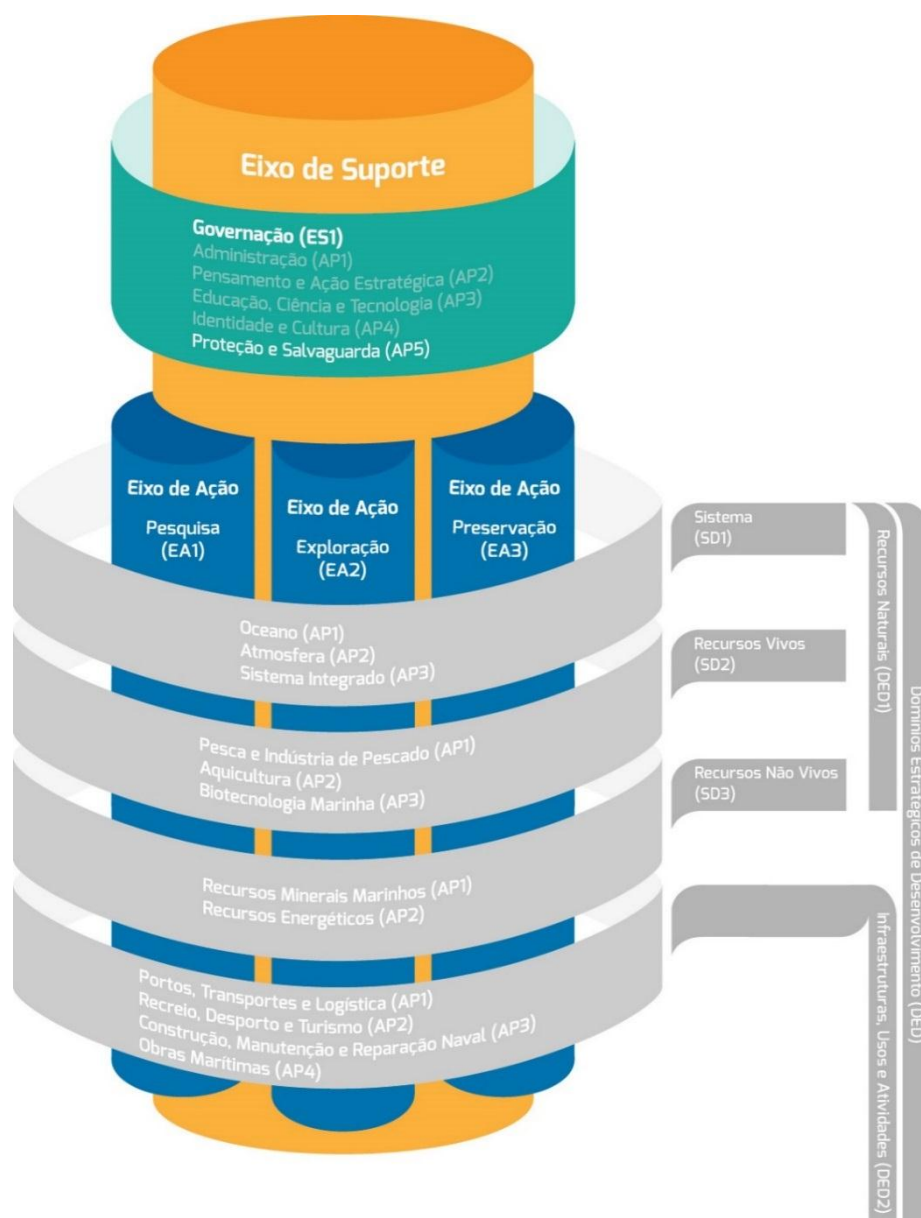 Eixo de Suporte
Governação (ES1)
Administração (AP1)
Pensamento e Ação Estratégica (AP2)
Educação, Ciência e Tecnologia (AP3)
Identidade e Cultura (AP4)
Proteção e Salvaguarda (AP5)
Eixo de Ação
Pesquisa
(EA1)
Eixo de Ação
Exploração
(EA2)
Eixo de Ação
Preservação
(EA3)
Oceano (AP1)
Atmosfera (AP2)
Sistema Integrado (AP3)
Sistema
(SD1)
Pesca e Indústria de Pescado (AP1)
Aquicultura (AP2)
Biotecnologia Marinha (AP3)
Recursos Vivos
(SD2)
Recursos Minerais Marinhos (AP1)
Recursos Energéticos (AP2)
Recursos Não Vivos
(SD3)
Portos, Transportes e Logística (AP1)
Recreio, Desporto e Turismo (AP2)
Construção, Manutenção e Reparação Naval (AP3)
Obras Marítimas (AP4)
Recursos Naturais (DED1)
Infraestruturas, Usos e Atividades (DED2)
Domínios Estratégicos de Desenvolvimento (DED)